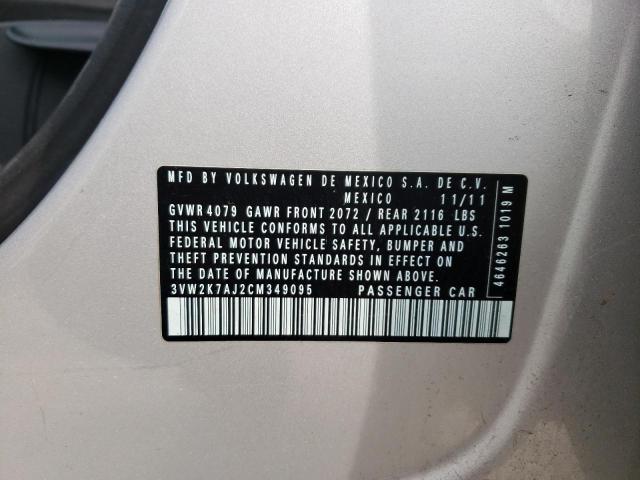 MFD BY VOLKSWAGEN DE MEXICO S.A. DE C.V.
MEXICO 11/11
GVWR 4079 GAWR FRONT 2072 / REAR 2116 LBS
THIS VEHICLE CONFORMS TO ALL APPLICABLE U.S.
FEDERAL MOTOR VEHICLE SAFETY, BUMPER AND
THEFT PREVENTION STANDARDS IN EFFECT ON
THE DATE OF MANUFACTURE SHOWN ABOVE.
3VW2K7AJ2CM349095 PASSENGER CAR
4646263 1019 M